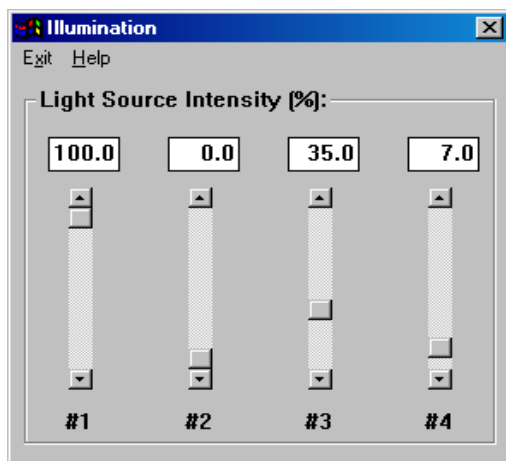 Illumination
Exit Help
Light Source Intensity (%):
100.0 0.0 35.0 7.0
#1 #2 #3 #4